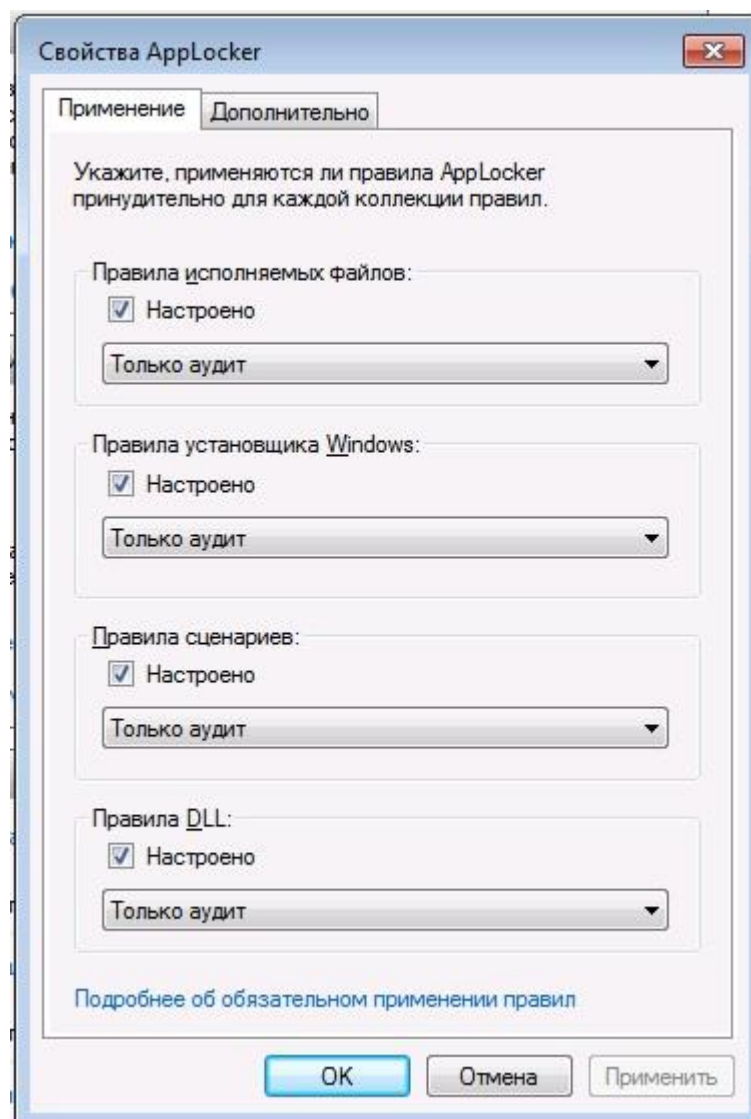 Свойства AppLocker
Применение
Дополнительно
Укажите, применяются ли правила AppLocker
принудительно для каждой коллекции правил.
Правила исполняемых файлов:
Настроено
Только аудит
Правила установщика Windows:
Настроено
Только аудит
Правила сценариев:
Настроено
Только аудит
Правила DLL:
Настроено
Только аудит
Подробнее об обязательном применении правил
OK
Отмена
Применить